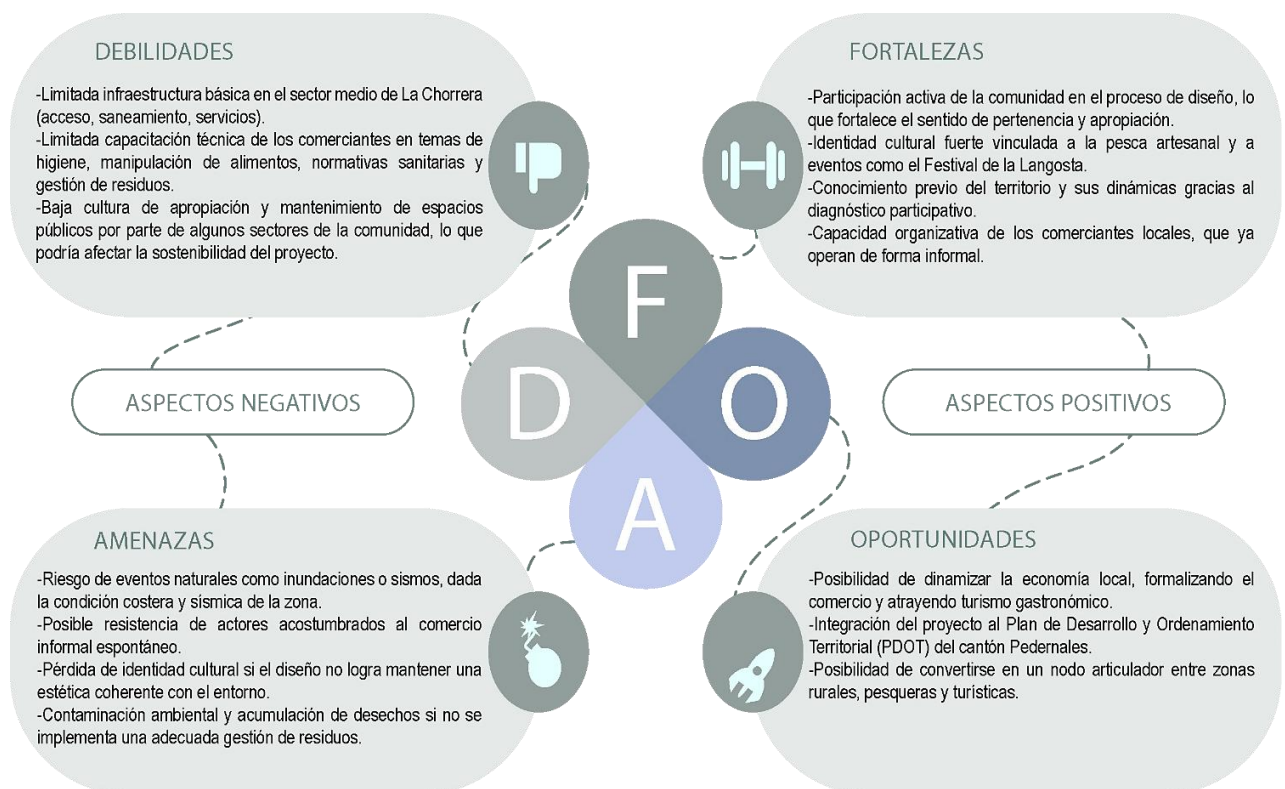 DEBILIDADES
-Limitada infraestructura básica en el sector medio de La Chorrera
(acceso, saneamiento, servicios).
-Limitada capacitación técnica de los comerciantes en temas de
higiene, manipulación de alimentos, normativas sanitarias y
gestión de residuos.
-Baja cultura de apropiación y mantenimiento de espacios
públicos por parte de algunos sectores de la comunidad, lo que
podría afectar la sostenibilidad del proyecto.
FORTALEZAS
-Participación activa de la comunidad en el proceso de diseño, lo
que fortalece el sentido de pertenencia y apropiación.
-Identidad cultural fuerte vinculada a la pesca artesanal y a
eventos como el Festival de la Langosta.
-Conocimiento previo del territorio y sus dinámicas gracias al
diagnóstico participativo.
-Capacidad organizativa de los comerciantes locales, que ya
operan de forma informal.
F
D
O
A
ASPECTOS NEGATIVOS
ASPECTOS POSITIVOS
AMENAZAS
-Riesgo de eventos naturales como inundaciones o sismos, dada
la condición costera y sísmica de la zona.
-Posible resistencia de actores acostumbrados al comercio
informal espontáneo.
-Pérdida de identidad cultural si el diseño no logra mantener una
estética coherente con el entorno.
-Contaminación ambiental y acumulación de desechos si no se
implementa una adecuada gestión de residuos.
OPORTUNIDADES
-Posibilidad de dinamizar la economía local, formalizando el
comercio y atrayendo turismo gastronómico.
-Integración del proyecto al Plan de Desarrollo y Ordenamiento
Territorial (PDOT) del cantón Pedernales.
-Posibilidad de convertirse en un nodo articulador entre zonas
rurales, pesqueras y turísticas.